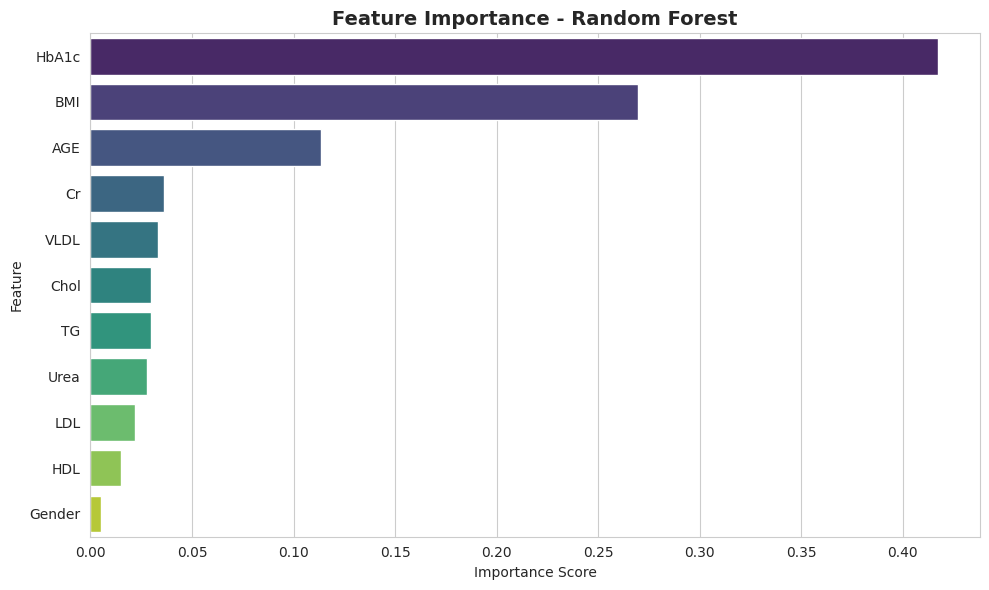 Feature Importance - Random Forest
Feature
HbA1c
BMI
AGE
Cr
VLDL
Chol
TG
Urea
LDL
HDL
Gender
0.00 0.05 0.10 0.15 0.20 0.25 0.30 0.35 0.40
Importance Score